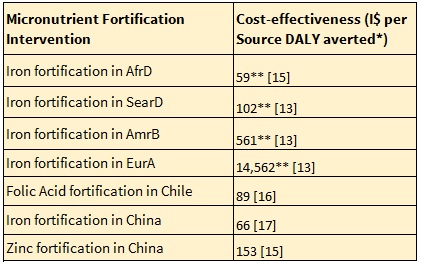 Micronutrient Fortification Cost-effectiveness (I$ per
Intervention Source DALY averted*)
Iron fortification in AfrD 59** [15]
Iron fortification in SearD 102** [13]
Iron fortification in AmrB 561** [13]
Iron fortification in EurA 14,562** [13]
Folic Acid fortification in Chile 89 [16]
Iron fortification in China 66 [17]
Zinc fortification in China 153 [15]